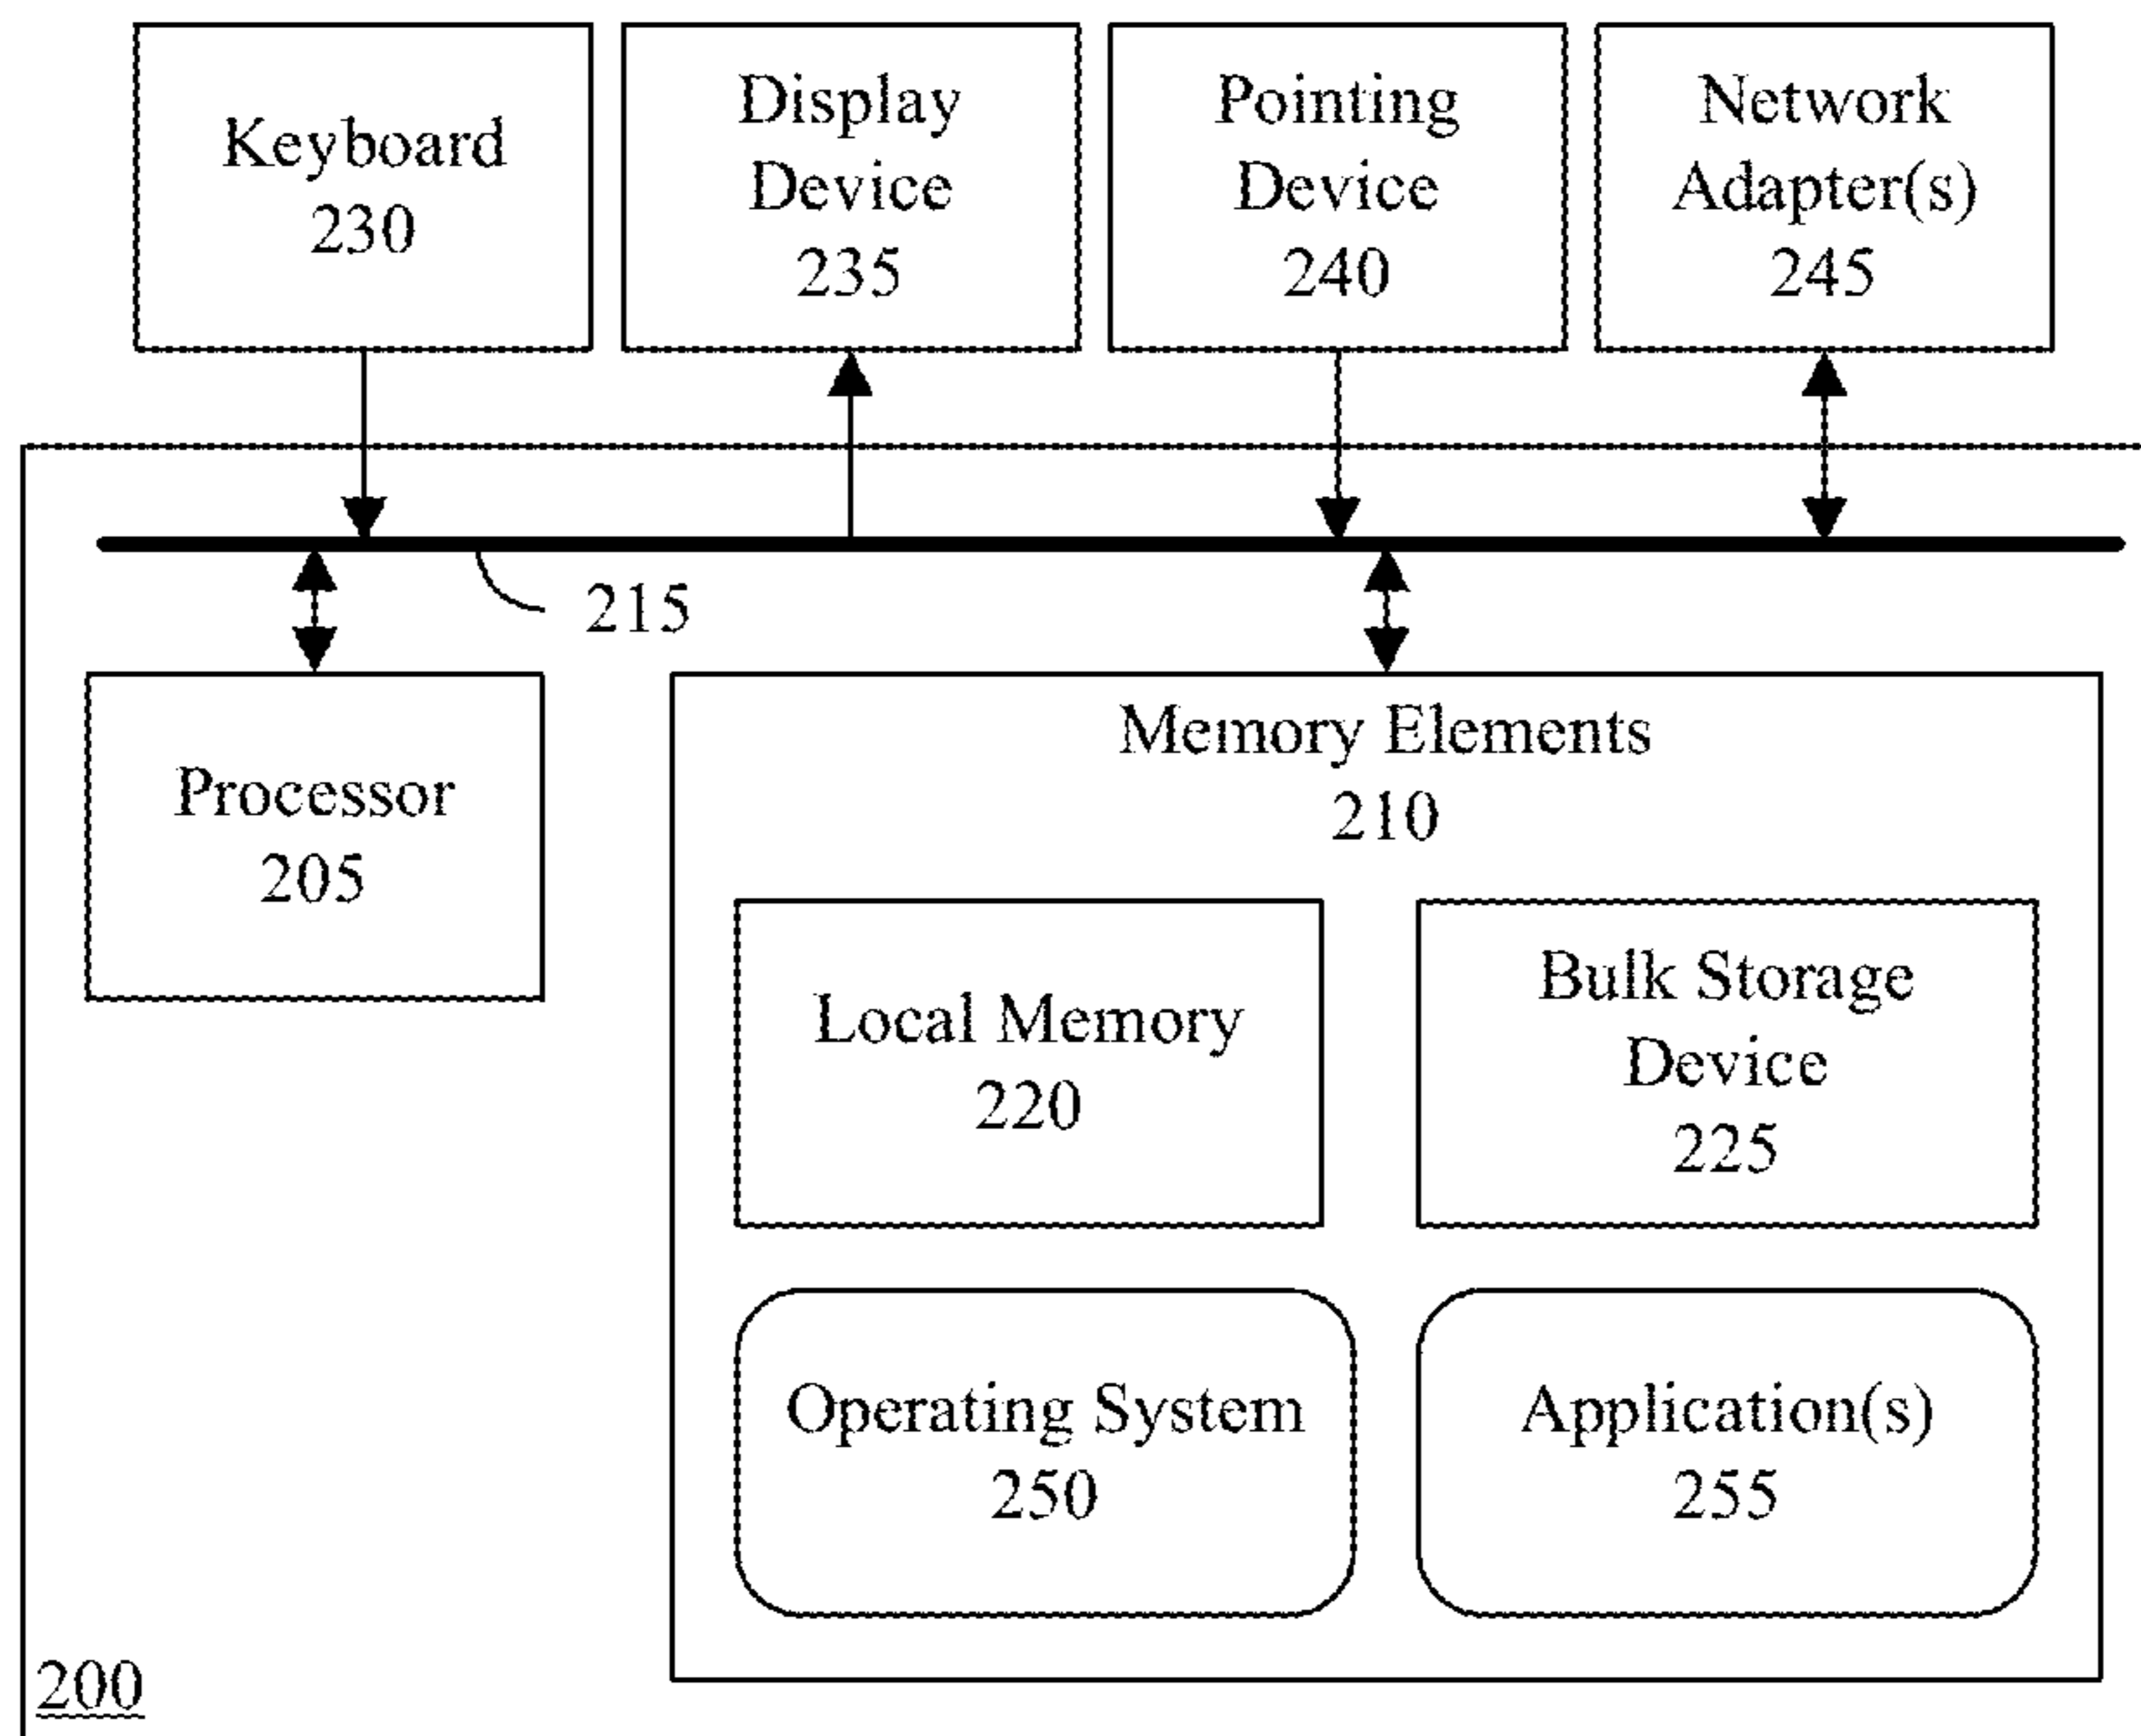 Keyboard
230
Display
Device
235
Pointing
Device
240
Network
Adapter(s)
245
215
Processor
205
Memory Elements
210
Local Memory
220
Bulk Storage
Device
225
Operating System
250
Application(s)
255
200